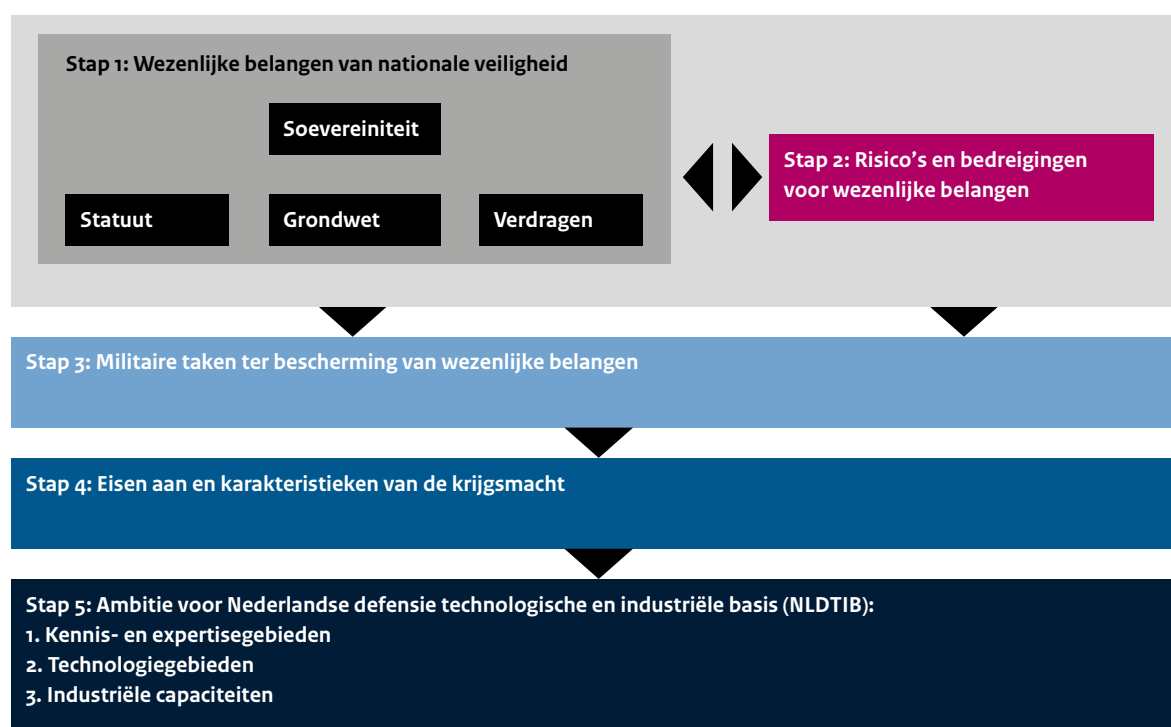 Stap 1: Wezenlijke belangen van nationale veiligheid
Soevereiniteit
Statuut
Grondwet
Verdragen
Stap 2: Risico's en bedreigingen
voor wezenlijke belangen
Stap 3: Militaire taken ter bescherming van wezenlijke belangen
Stap 4: Eisen aan en karakteristieken van de krijgsmacht
Stap 5: Ambitie voor Nederlandse defensie technologische en industriële basis (NLDTIB):
1. Kennis- en expertisegebieden
2. Technologiegebieden
3. Industriële capaciteiten